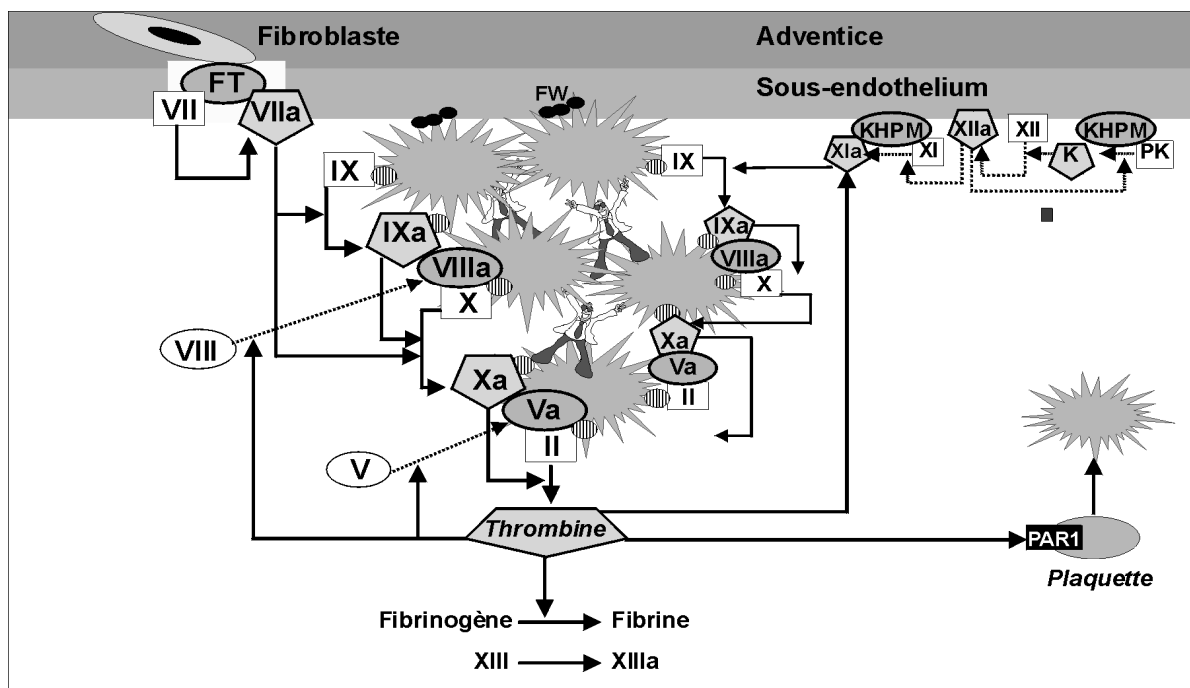 Fibroblaste
Adventice
FT
Sous-endothelium
VII
VIIa
FW
KHPM
XIIa
XII
KHPM
XIa
XI
K
PK
IX
IX
IXa
IXa
VIIIa
VIIIa
X
X
VIII
Xa
Xa
Va
Va
II
II
V
Thrombine
PAR1
Plaquette
Fibrinogène
Fibrine
XIII
XIIIa